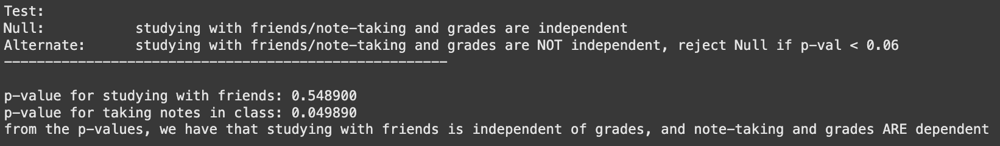 Test:
Null:           studying with friends/note-taking and grades are independent
Alternate:      studying with friends/note-taking and grades are NOT independent, reject Null if p-val < 0.06
------------------------------------------------------
p-value for studying with friends: 0.548900
p-value for taking notes in class: 0.049890
from the p-values, we have that studying with friends is independent of grades, and note-taking and grades ARE dependent